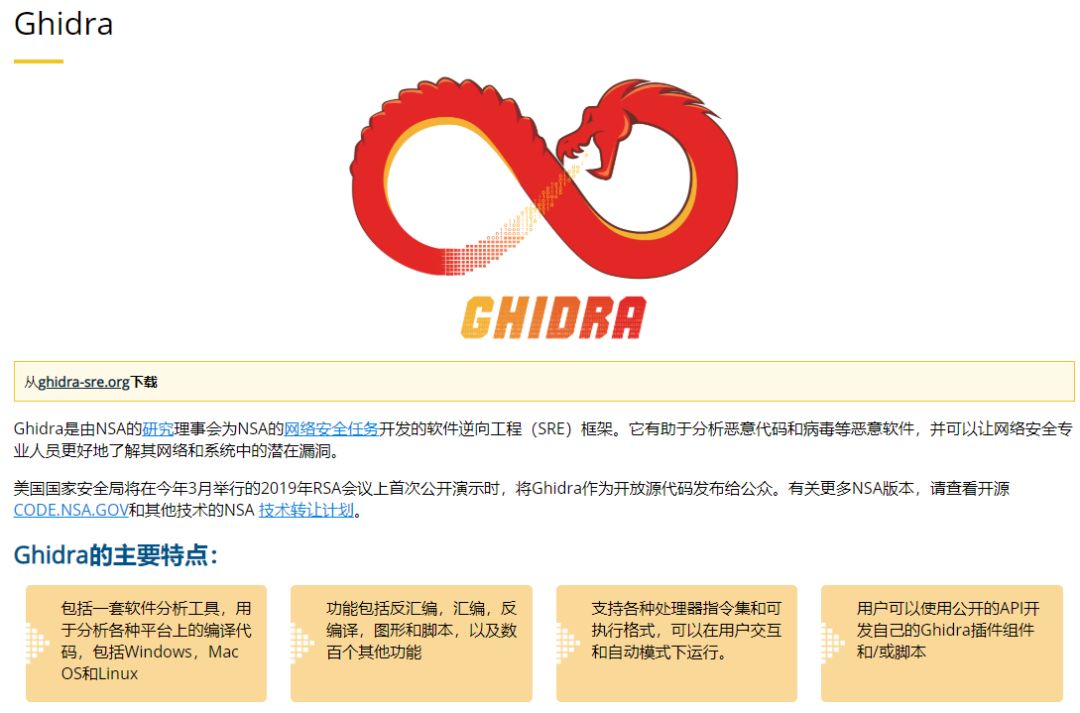 Ghidra
GHIDRA
从ghidra-sre.org下载
Ghidra是由NSA的研究理事会为NSA的网络安全任务开发的软件逆向工程（SRE）框架。它有助于分析恶意代码和病毒等恶意软件，并可以让网络安全专
业人员更好地了解其网络和系统中的潜在漏洞。
美国国家安全局将在今年3月举行的2019年RSA会议上首次公开演示时，将Ghidra作为开放源代码发布给公众。有关更多NSA版本，请查看开源
CODE.NSA.GOV和其他技术的NSA 技术转让计划。
Ghidra的主要特点：
包括一套软件分析工具，用
于分析各种平台上的编译代
码，包括Windows，Mac
OS和Linux
功能包括反汇编，汇编，反
编译，图形和脚本，以及数
百个其他功能
支持各种处理器指令集和可
执行格式，可以在用户交互
和自动模式下运行。
用户可以使用公开的API开
发自己的Ghidra插件组件
和/或脚本